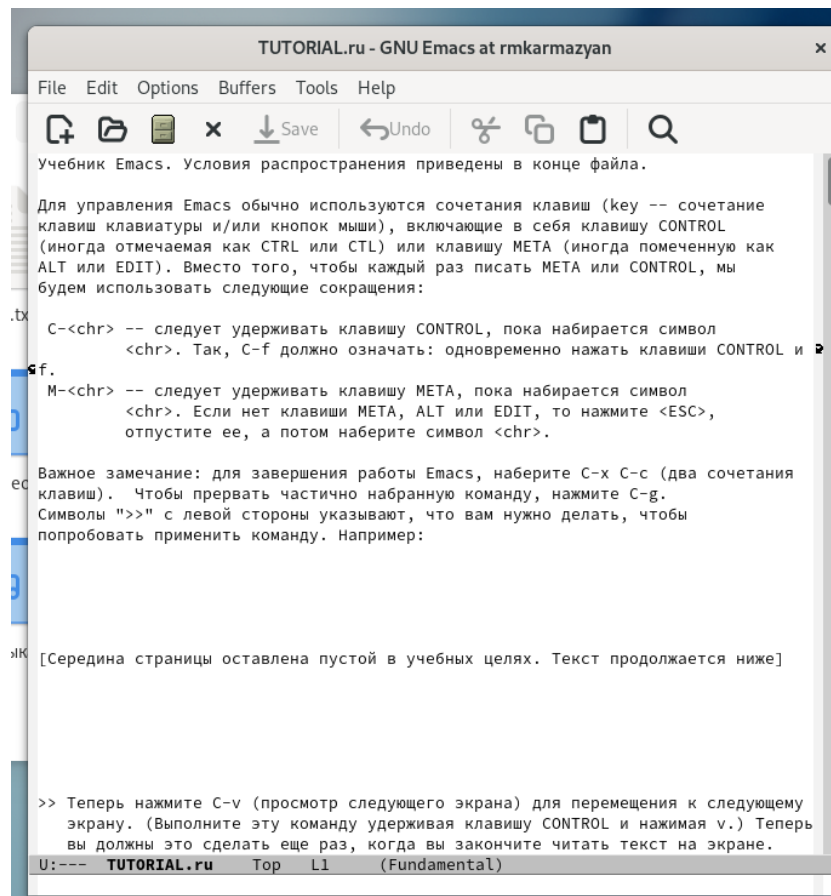 TUTORIAL.ru - GNU Emacs at rmkarmazyan
File Edit Options Buffers Tools Help
Save Undo
Учебник Emacs. Условия распространения приведены в конце файла.
Для управления Emacs обычно используются сочетания клавиш (key -- сочетание
клавиш клавиатуры и/или кнопок мыши), включающие в себя клавишу CONTROL
(иногда отмечаемая как CTRL или CTL) или клавишу META (иногда помеченную как
ALT или EDIT). Вместо того, чтобы каждый раз писать META или CONTROL, мы
будем использовать следующие сокращения:
C-<chr> -- следует удерживать клавишу CONTROL, пока набирается символ
<chr>. Так, C-f должно означать: одновременно нажать клавиши CONTROL и
f.
M-<chr> -- следует удерживать клавишу META, пока набирается символ
<chr>. Если нет клавиши META, ALT или EDIT, то нажмите <ESC>,
отпустите ее, а потом наберите символ <chr>.
Важное замечание: для завершения работы Emacs, наберите C-x C-c (два сочетания
клавиш).  Чтобы прервать частично набранную команду, нажмите C-g.
Символы ">>" с левой стороны указывают, что вам нужно делать, чтобы
попробовать применить команду. Например:
[Середина страницы оставлена пустой в учебных целях. Текст продолжается ниже]
>> Теперь нажмите C-v (просмотр следующего экрана) для перемещения к следующему
экрану. (Выполните эту команду удерживая клавишу CONTROL и нажимая v.) Теперь
вы должны это сделать еще раз, когда вы закончите читать текст на экране.
U:--- TUTORIAL.ru Top L1 (Fundamental)